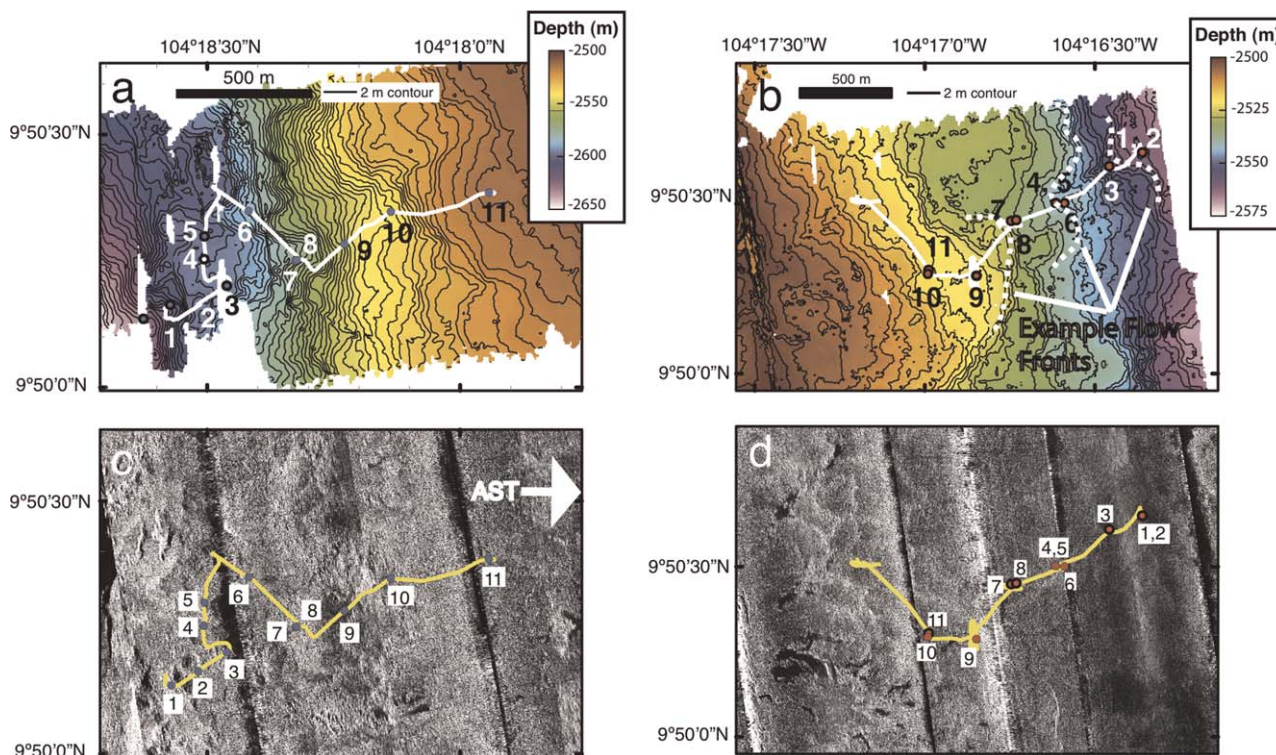 Depth (m)
-2500
-2550
-2600
-2650
104°18'30"W
104°18'0"W
a
500 m
2 m contour
9°50'30"N
9°50'0"N
1
2
3
4
5
1
6
7
8
9
10
11
Depth (m)
-2500
-2525
-2550
-2575
104°17'30"W
104°17'0"W
104°16'30"W
b
500 m
2 m contour
9°50'30"N
9°50'0"N
1
2
3
4, 5
6
7
8
9
10
11
Example Flow
Fronts
c
AST
9°50'30"N
9°50'0"N
1
2
3
4
5
6
7
8
9
10
11
d
9°50'30"N
9°50'0"N
1,2
3
4,5
6
7
8
9
10
11